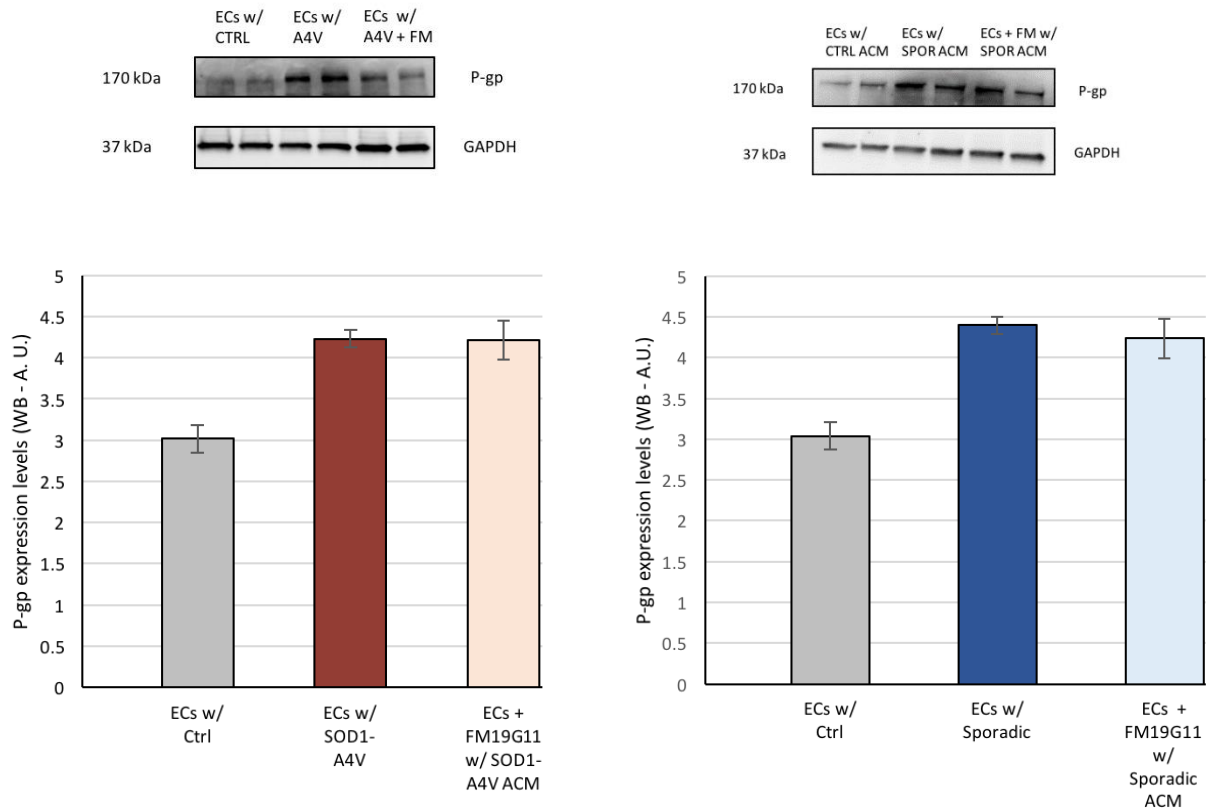 ECs w/
CTRL
ECs w/
A4V
ECs w/
A4V + FM
170 kDa
P-gp
37 kDa
GAPDH
ECs w/
CTRL ACM
ECs w/
SPOR ACM
ECs + FM w/
SPOR ACM
170 kDa
P-gp
37 kDa
GAPDH
P-gp expression levels (WB - A. U.)
5
4.5
4
3.5
3
2.5
2
1.5
1
0.5
0
ECs w/
Ctrl
ECs w/
SOD1-
A4V
ECs +
FM19G11
w/ SOD1-
A4V ACM
P-gp expression levels (WB - A.U.)
5
4.5
4
3.5
3
2.5
2
1.5
1
0.5
0
ECs w/
Ctrl
ECs w/
Sporadic
ECs +
FM19G11
w/
Sporadic
ACM